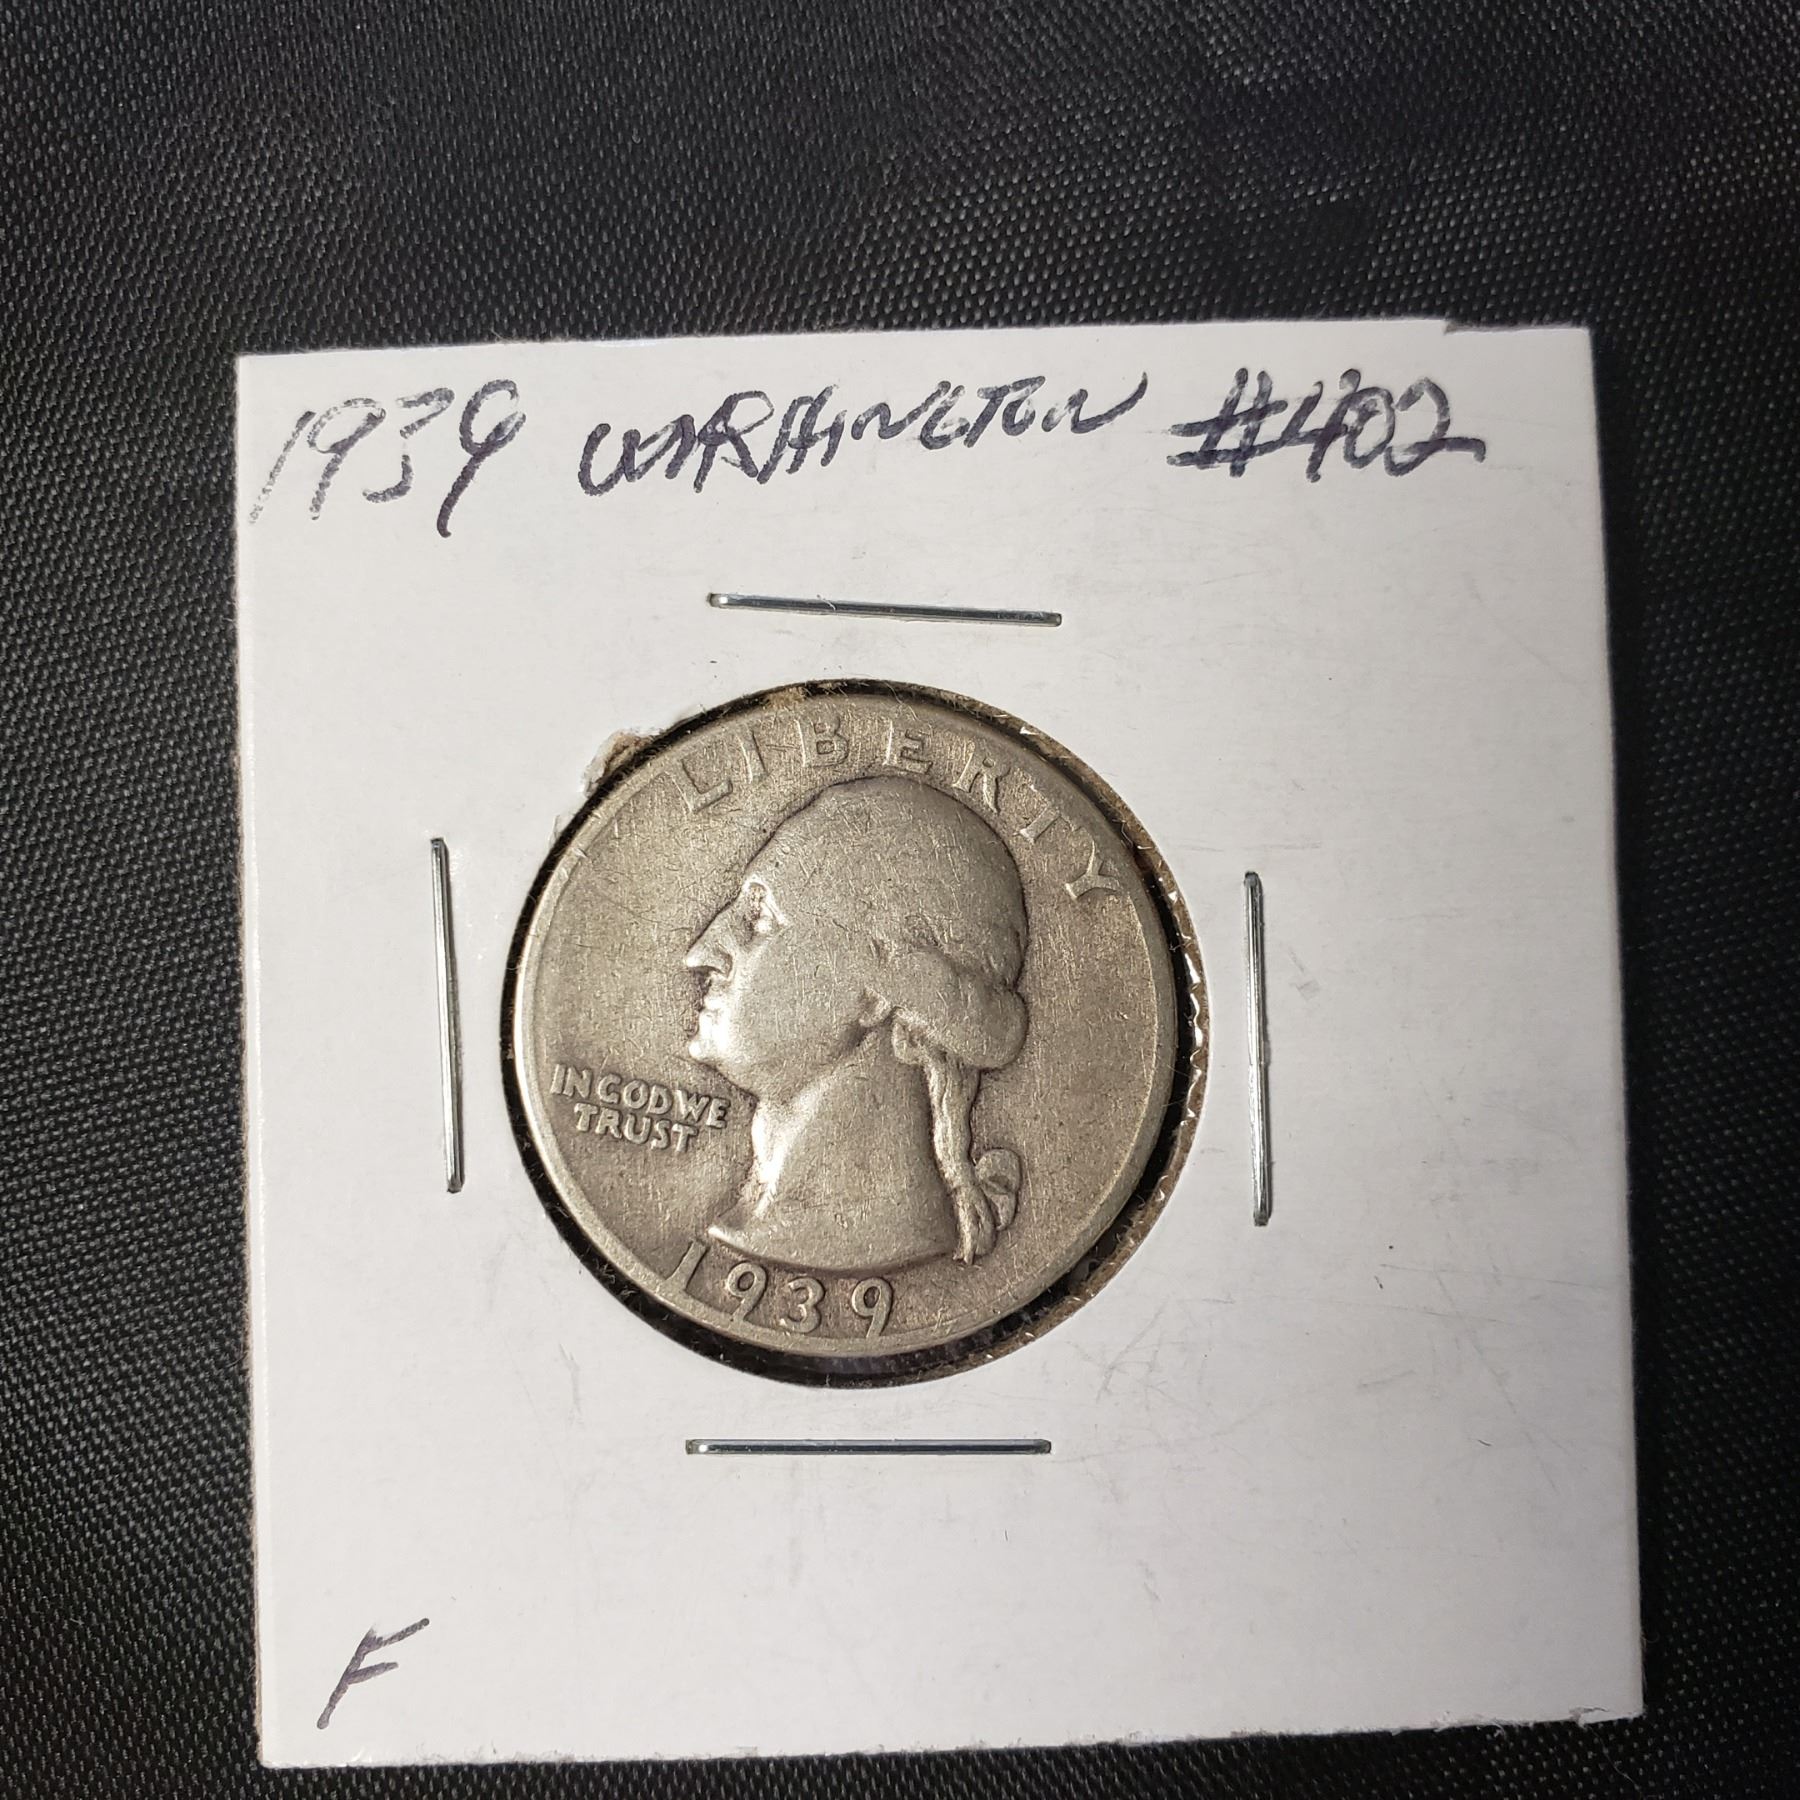 1939 WASHINGTON #402
LIBERTY
IN GOD WE
TRUST
1939
F